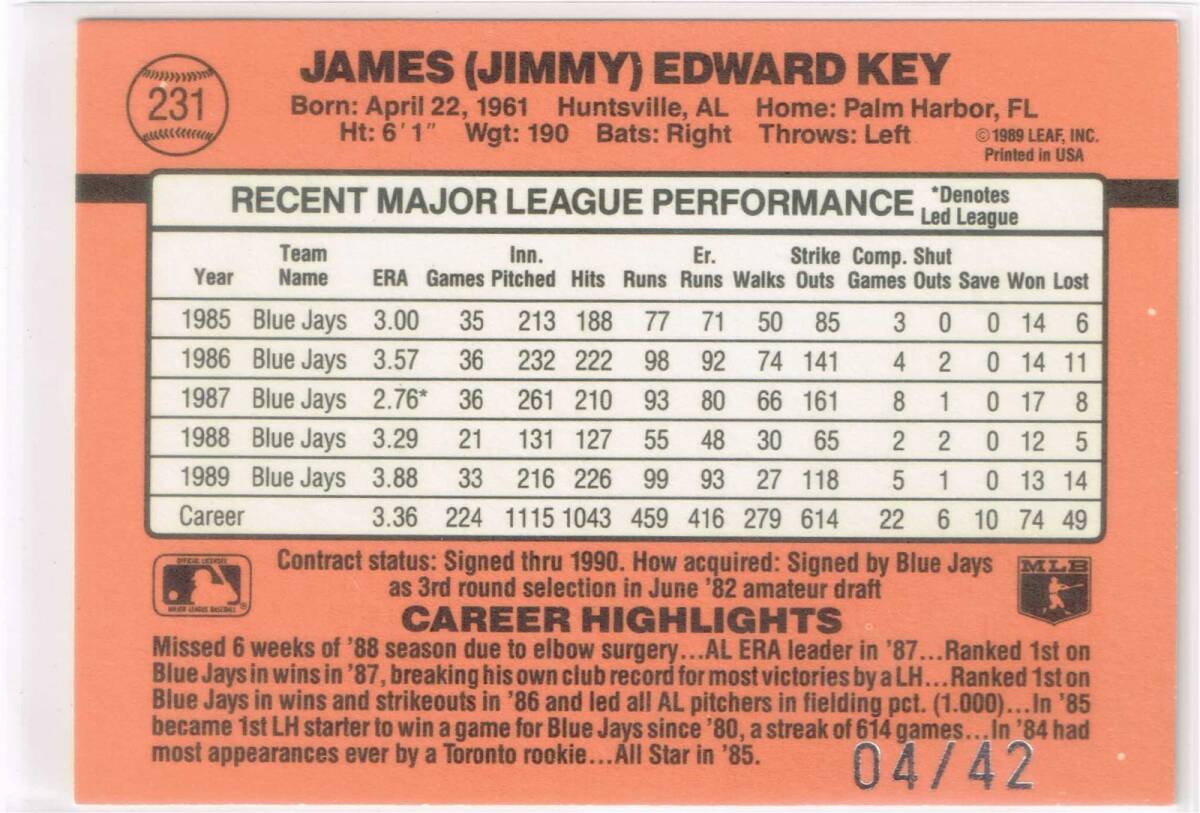 231
JAMES (JIMMY) EDWARD KEY
Born: April 22, 1961 Huntsville, AL Home: Palm Harbor, FL
Ht: 6' 1" Wgt: 190 Bats: Right Throws: Left
©1989 LEAF, INC.
Printed in USA
RECENT MAJOR LEAGUE PERFORMANCE *Denotes Led League
Year Team Name ERA Games Inn. Pitched Hits Runs Er. Runs Walks Strike Outs Comp. Games Shut Outs Save Won Lost
1985 Blue Jays 3.00 35 213 188 77 71 50 85 3 0 0 14 6
1986 Blue Jays 3.57 36 232 222 98 92 74 141 4 2 0 14 11
1987 Blue Jays 2.76* 36 261 210 93 80 66 161 8 1 0 17 8
1988 Blue Jays 3.29 21 131 127 55 48 30 65 2 2 0 12 5
1989 Blue Jays 3.88 33 216 226 99 93 27 118 5 1 0 13 14
Career 3.36 224 1115 1043 459 416 279 614 22 6 10 74 49
OFFICIAL LICENSEE
MAJOR LEAGUE BASEBALL ®
Contract status: Signed thru 1990. How acquired: Signed by Blue Jays
as 3rd round selection in June '82 amateur draft
MLB
CAREER HIGHLIGHTS
Missed 6 weeks of '88 season due to elbow surgery...AL ERA leader in '87...Ranked 1st on
Blue Jays in wins in '87, breaking his own club record for most victories by a LH...Ranked 1st on
Blue Jays in wins and strikeouts in '86 and led all AL pitchers in fielding pct. (1.000)...In '85
became 1st LH starter to win a game for Blue Jays since '80, a streak of 614 games...In '84 had
most appearances ever by a Toronto rookie...All Star in '85.
04/42